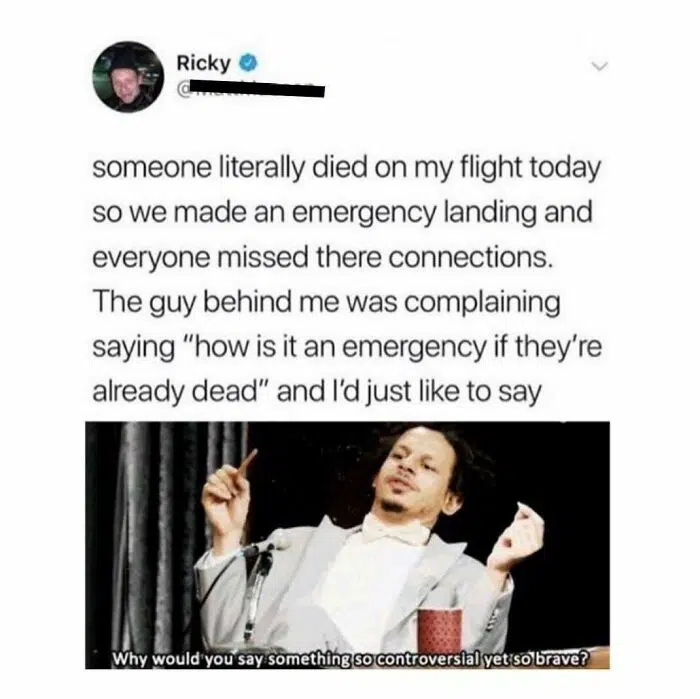 Ricky
@
someone literally died on my flight today
so we made an emergency landing and
everyone missed there connections.
The guy behind me was complaining
saying "how is it an emergency if they're
already dead" and I'd just like to say
Why would you say something so controversial yet so brave?